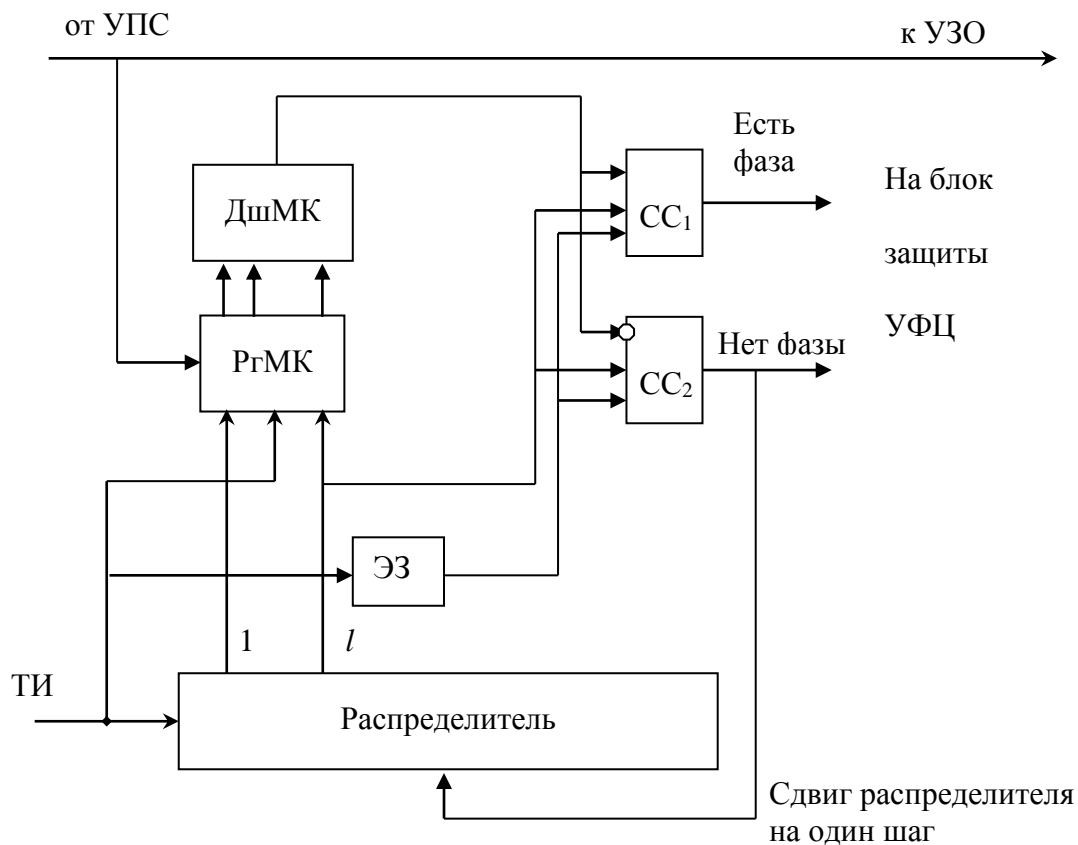 от УПС
к УЗО
Есть
фаза
На блок
защиты
УФЦ
ДшМК
СС₁
РгМК
Нет фазы
СС₂
ЭЗ
1
l
ТИ
Распределитель
Сдвиг распределителя
на один шаг